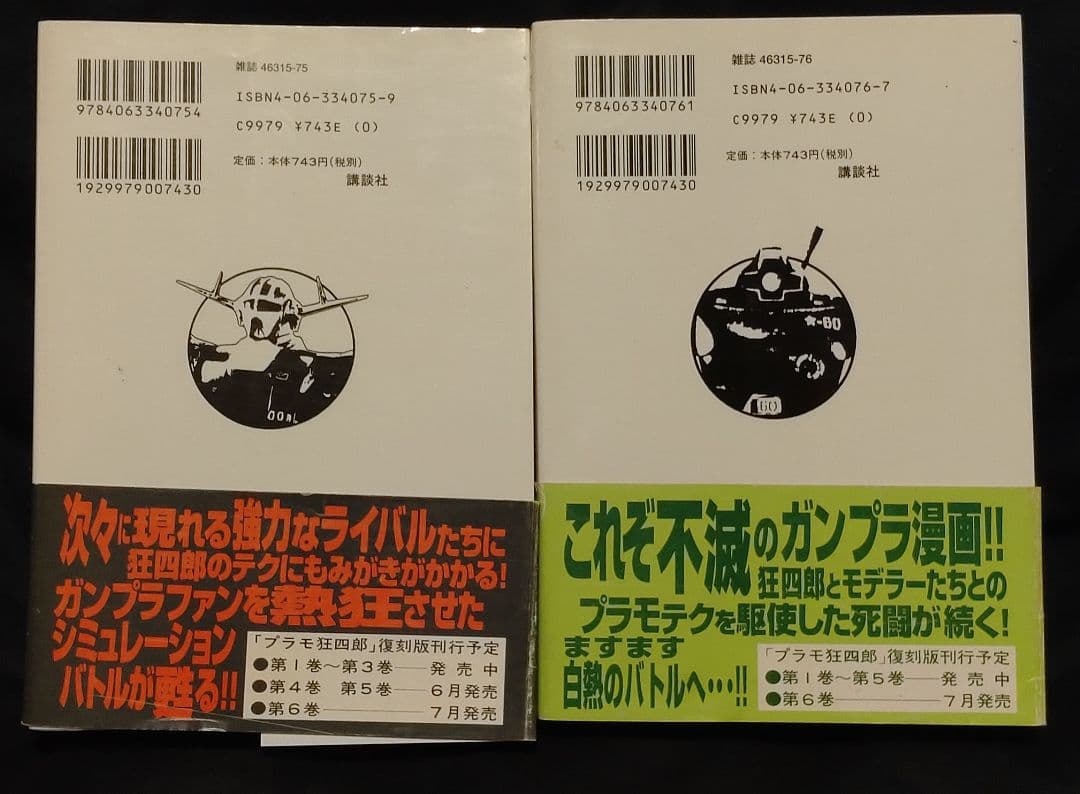 雑誌 46315-75
9784063340754
ISBN4-06-334075-9
C9979 ¥743E (0)
定価：本体743円(税別)
講談社
1929979007430
次々に現れる強力なライバルたちに
狂四郎のテクにもみがきがかかる!
ガンプラファンを熱狂させた
シミュレーション
バトルが甦る!!
「プラモ狂四郎」復刻版刊行予定
●第1巻〜第3巻──発売中
●第4巻 第5巻──6月発売
●第6巻────7月発売
雑誌 46315-76
9784063340761
ISBN4-06-334076-7
C9979 ¥743E (0)
定価：本体743円(税別)
講談社
1929979007430
★-60
60
これぞ不滅のガンプラ漫画!!
狂四郎とモデラーたちとの
プラモテクを駆使した死闘が続く!
ますます
白熱のバトルへ…!!
「プラモ狂四郎」復刻版刊行予定
●第1巻〜第5巻──発売中
●第6巻────7月発売